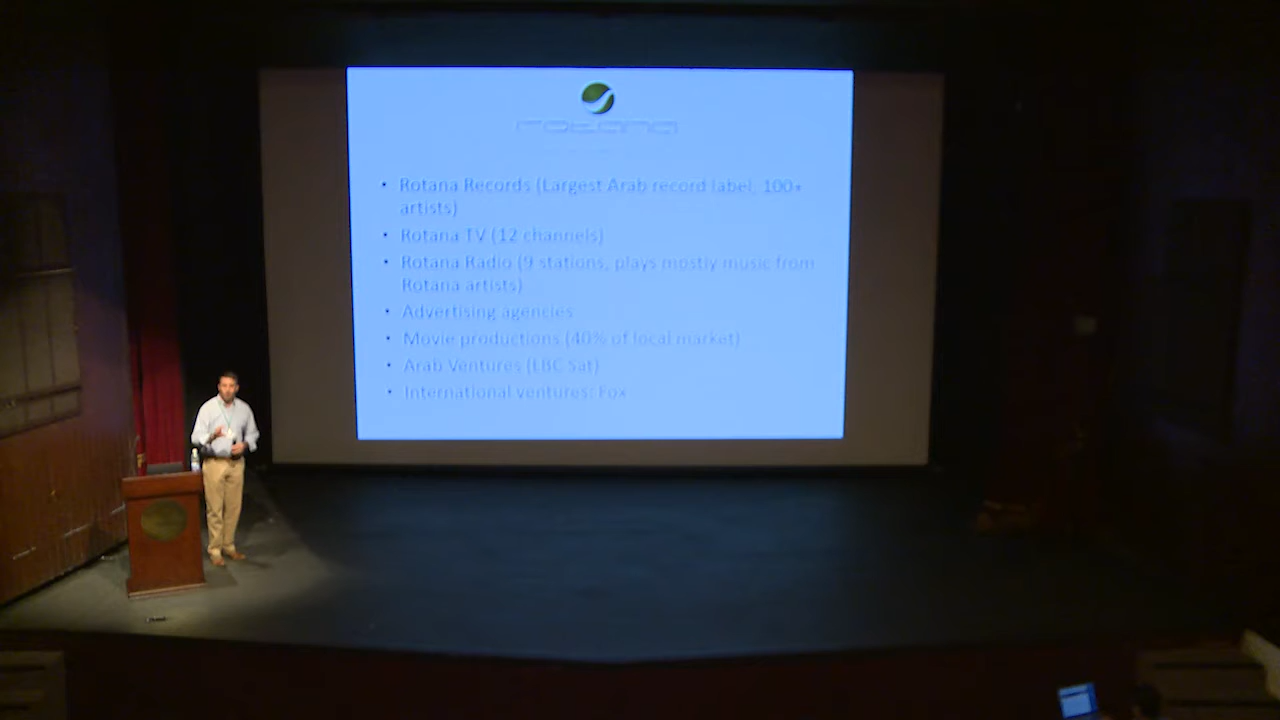 rotana
• Rotana Records (Largest Arab record label, 100+
artists)
• Rotana TV (12 channels)
• Rotana Radio (9 stations, plays mostly music from
Rotana artists)
• Advertising agencies
• Movie productions (40% of local market)
• Arab Ventures (LBC Sat)
• International ventures: Fox